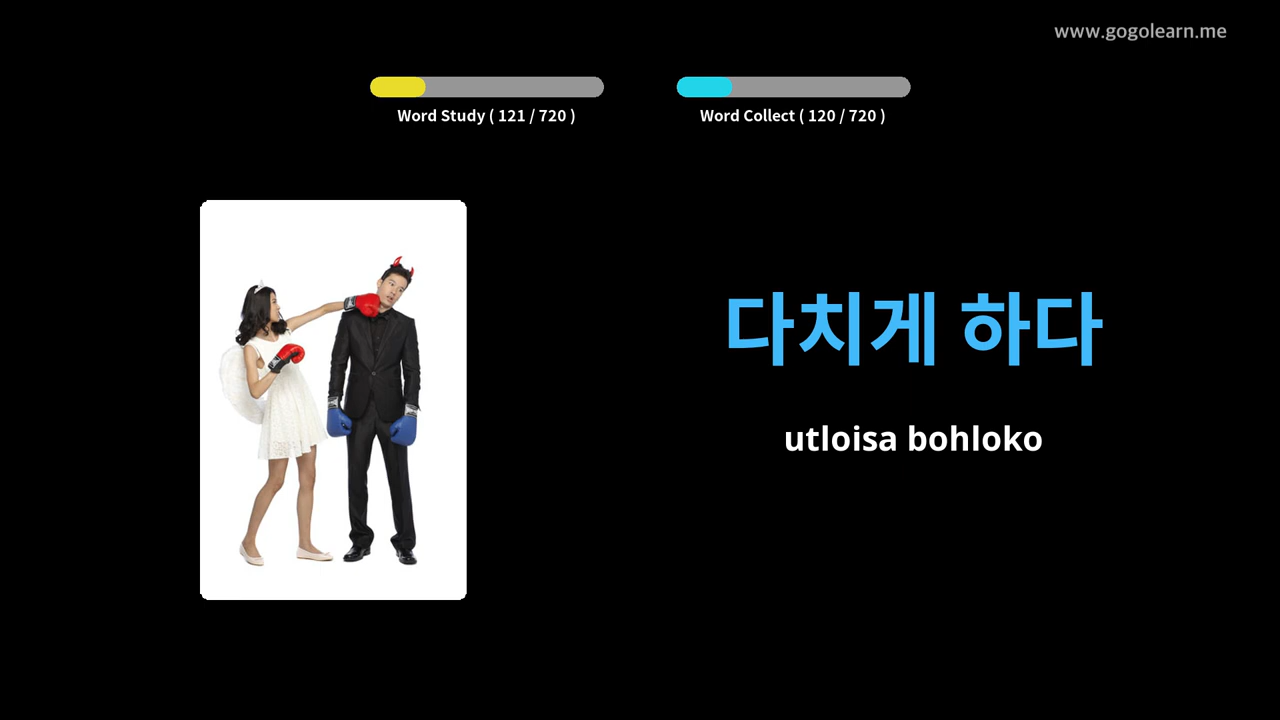 www.gogolearn.me
Word Study ( 121 / 720 )
Word Collect ( 120 / 720 )
다치게 하다
utloisa bohloko